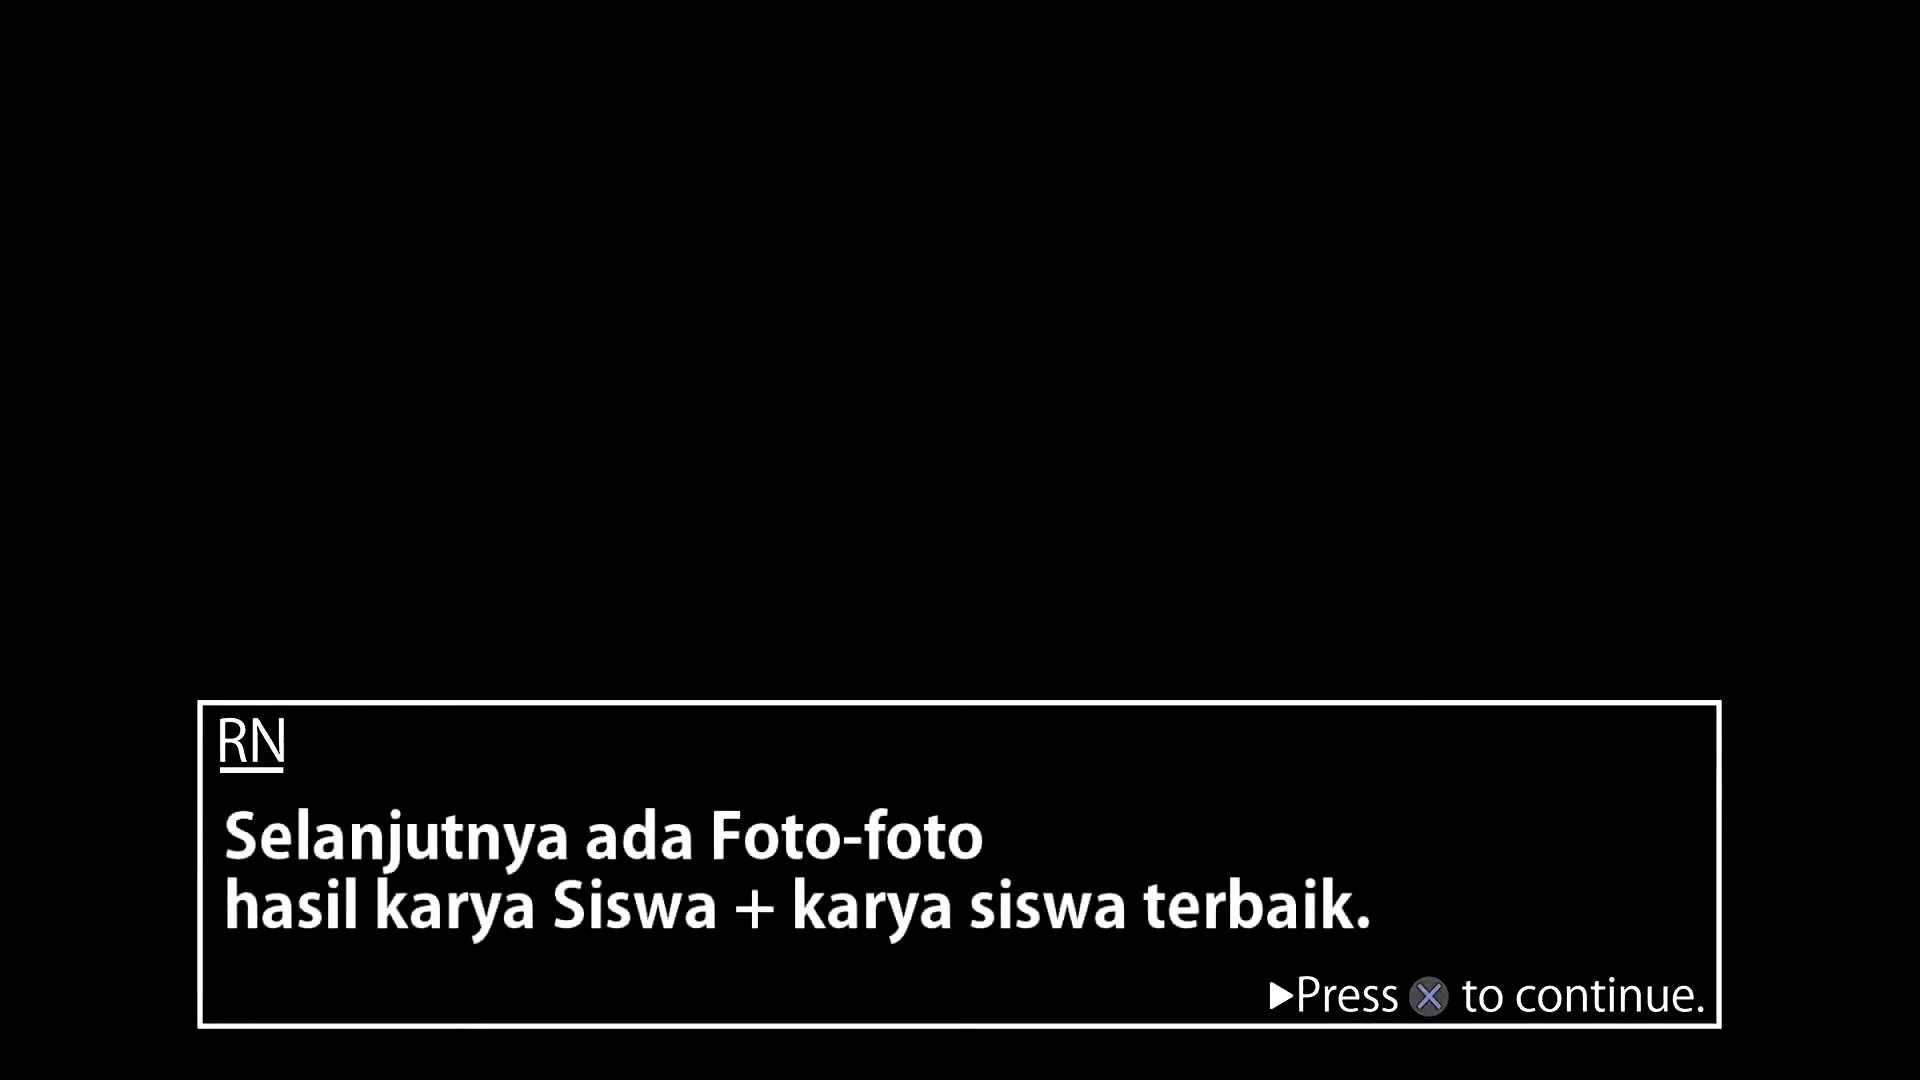 RN
Selanjutnya ada Foto-foto
hasil karya Siswa + karya siswa terbaik.
▶Press ⓧ to continue.